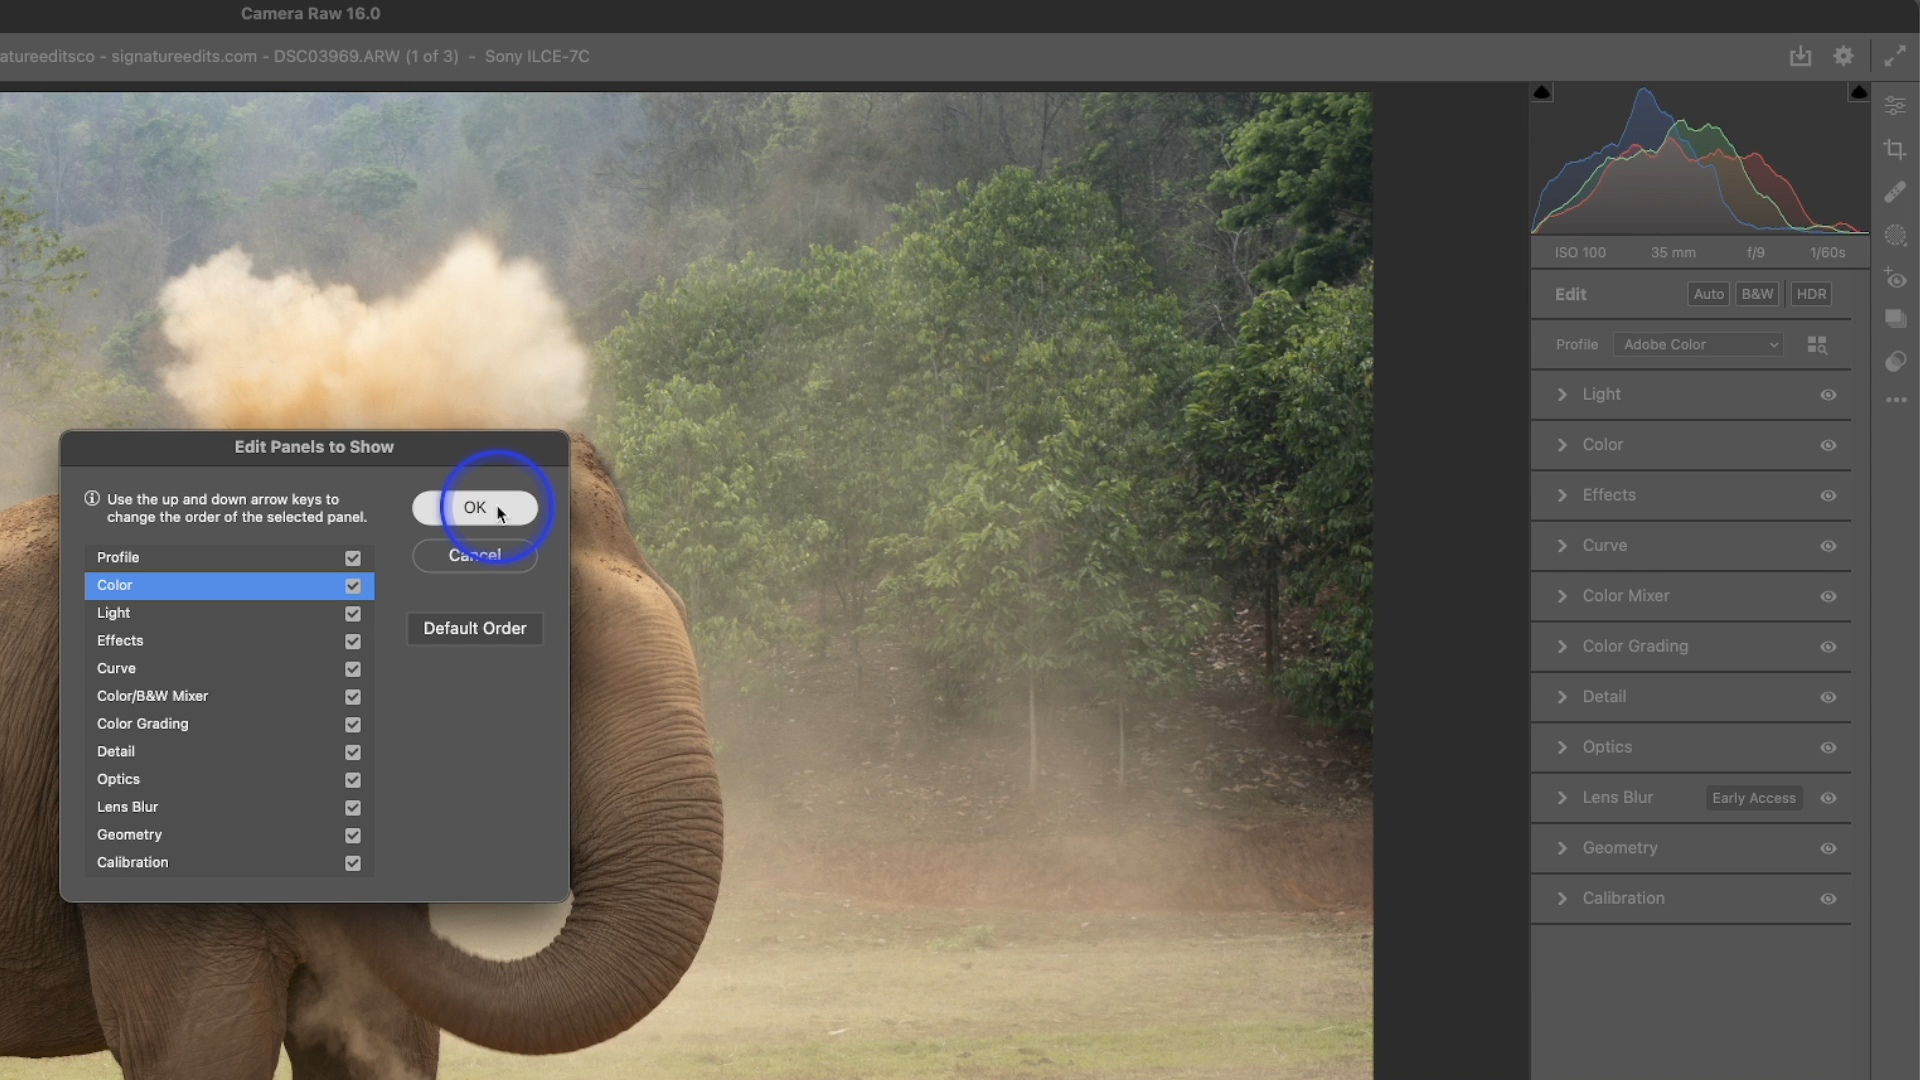 Camera Raw 16.0
atureeditsco - signatureedits.com - DSC03969.ARW (1 of 3) - Sony ILCE-7C
ISO 100 35 mm f/9 1/60s
Edit Auto B&W HDR
Profile Adobe Color
Light
Color
Effects
Curve
Color Mixer
Color Grading
Detail
Optics
Lens Blur Early Access
Geometry
Calibration
Edit Panels to Show
Use the up and down arrow keys to
change the order of the selected panel.
OK
Cancel
Default Order
Profile
Color
Light
Effects
Curve
Color/B&W Mixer
Color Grading
Detail
Optics
Lens Blur
Geometry
Calibration